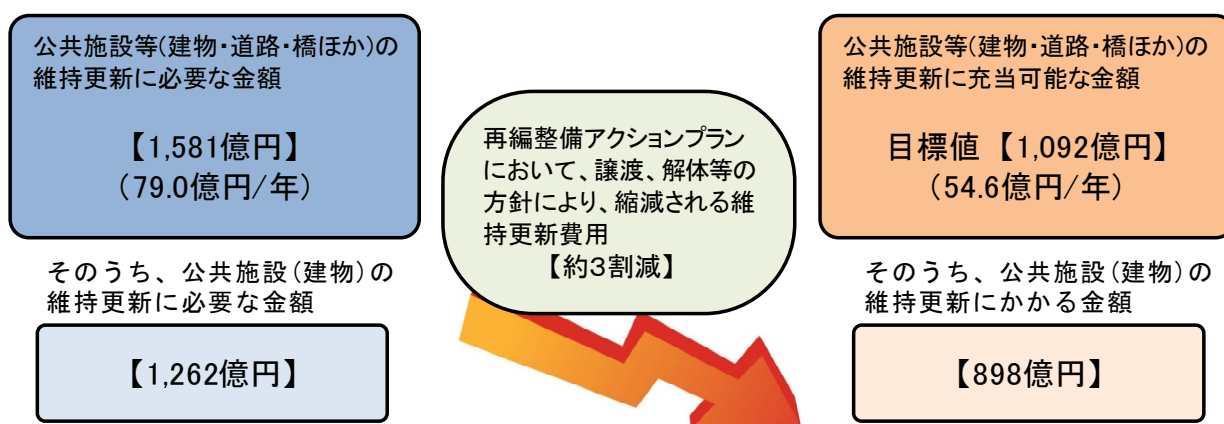 公共施設等(建物・道路・橋ほか)の
維持更新に必要な金額
【1,581億円】
(79.0億円/年)
そのうち、公共施設(建物)の
維持更新に必要な金額
【1,262億円】
再編整備アクションプラン
において、譲渡、解体等の
方針により、縮減される維
持更新費用
【約3割減】
公共施設等(建物・道路・橋ほか)の
維持更新に充当可能な金額
目標値【1,092億円】
(54.6億円/年)
そのうち、公共施設(建物)の
維持更新にかかる金額
【898億円】